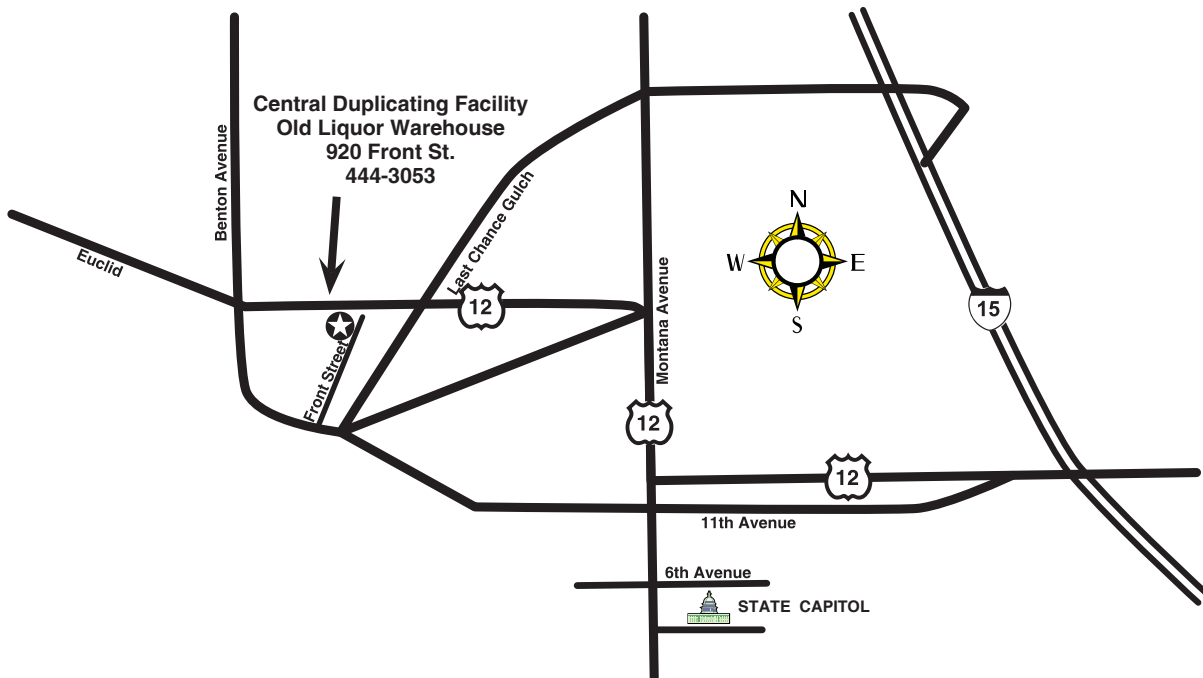 Central Duplicating Facility
Old Liquor Warehouse
920 Front St.
444-3053
Benton Avenue
Last Chance Gulch
Euclid
N
W
E
S
12
15
Front Street
Montana Avenue
12
12
11th Avenue
6th Avenue
STATE CAPITOL